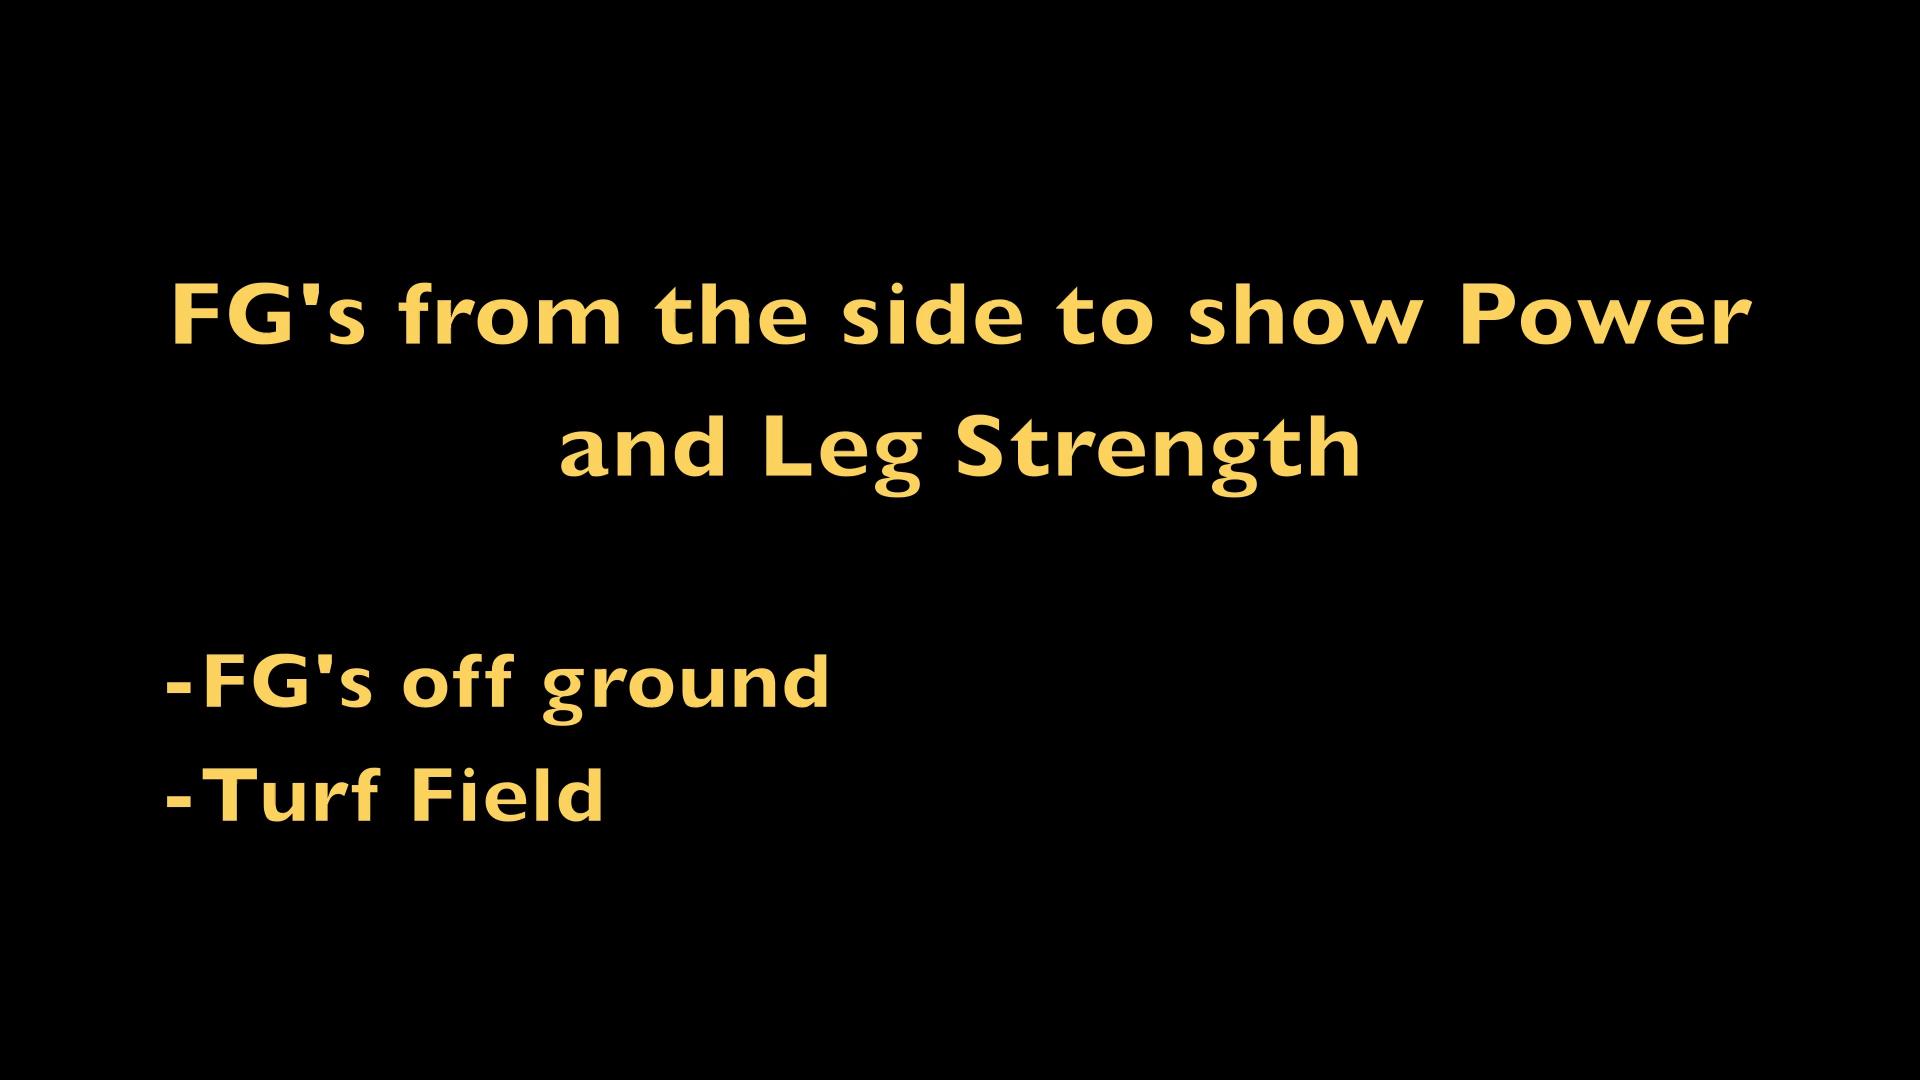 FG's from the side to show Power
and Leg Strength
-FG's off ground
-Turf Field